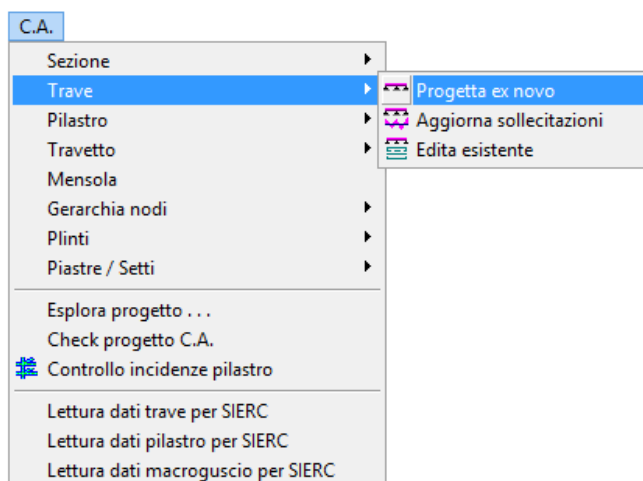 C.A.
Sezione
Trave
Progetta ex novo
Pilastro
Aggiorna sollecitazioni
Travetto
Edita esistente
Mensola
Gerarchia nodi
Plinti
Piastre / Setti
Esplora progetto . . .
Check progetto C.A.
Controllo incidenze pilastro
Lettura dati trave per SIERC
Lettura dati pilastro per SIERC
Lettura dati macroguscio per SIERC